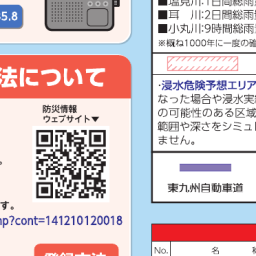 5.8
法について
防災情報
ウェブサイト▼
す。
np?cont=141210120018
■塩見川:1日間総雨
■耳　川:2日間総雨
■小丸川:9時間総雨
※概ね1000年に一度の確
・浸水危険予想エリア
なった場合や浸水実績
の可能性のある区域
範囲や深さをシミュ
ません。
東九州自動車道
No.　名　称